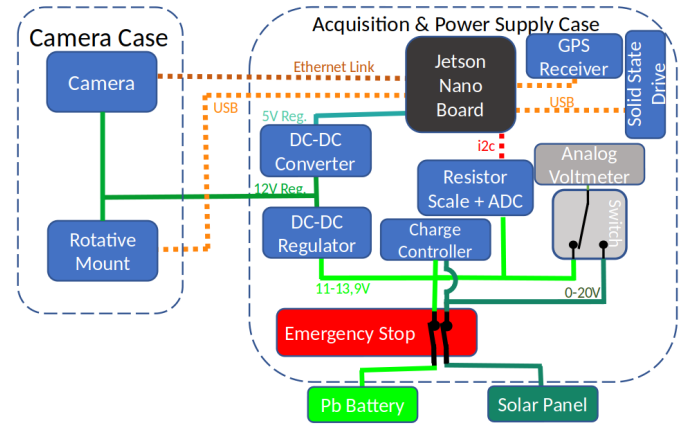 Acquisition & Power Supply Case
Camera Case
Camera
Ethernet Link
USB
Jetson
Nano
Board
GPS
Receiver
USB
Solid State
Drive
5V Reg.
DC-DC
Converter
i2c
Analog
Voltmeter
12V Reg.
Resistor
Scale + ADC
Switch
Rotative
Mount
DC-DC
Regulator
Charge
Controller
11-13,9V
0-20V
Emergency Stop
Pb Battery
Solar Panel